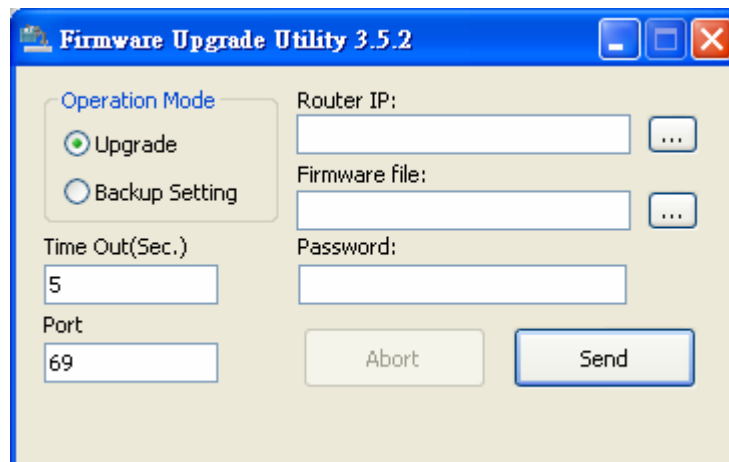 Firmware Upgrade Utility 3.5.2
Operation Mode
Upgrade
Backup Setting
Time Out(Sec.)
5
Port
69
Router IP:
...
Firmware file:
...
Password:
Abort
Send